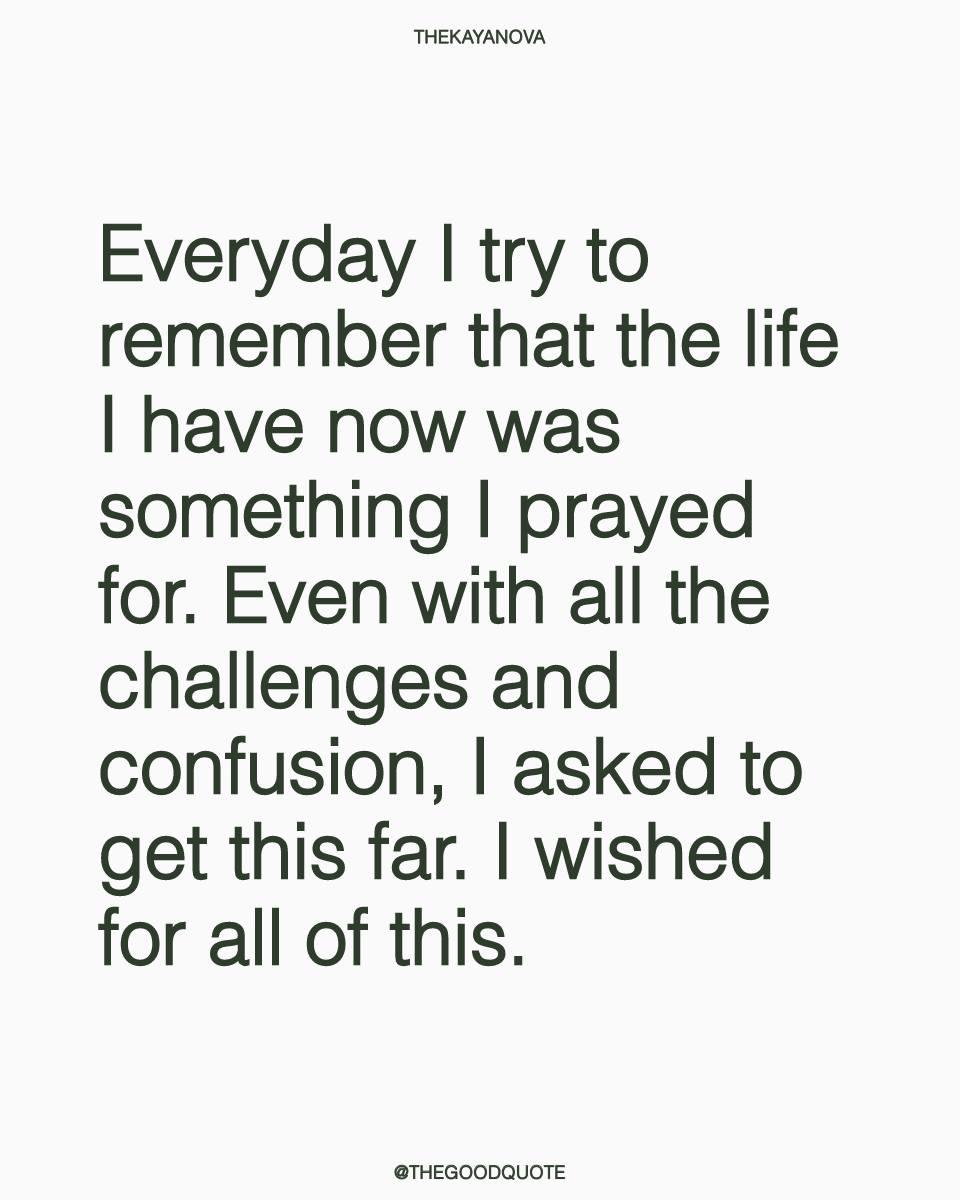 THEKAYANOVA
Everyday I try to
remember that the life
I have now was
something I prayed
for. Even with all the
challenges and
confusion, I asked to
get this far. I wished
for all of this.
@THEGOODQUOTE